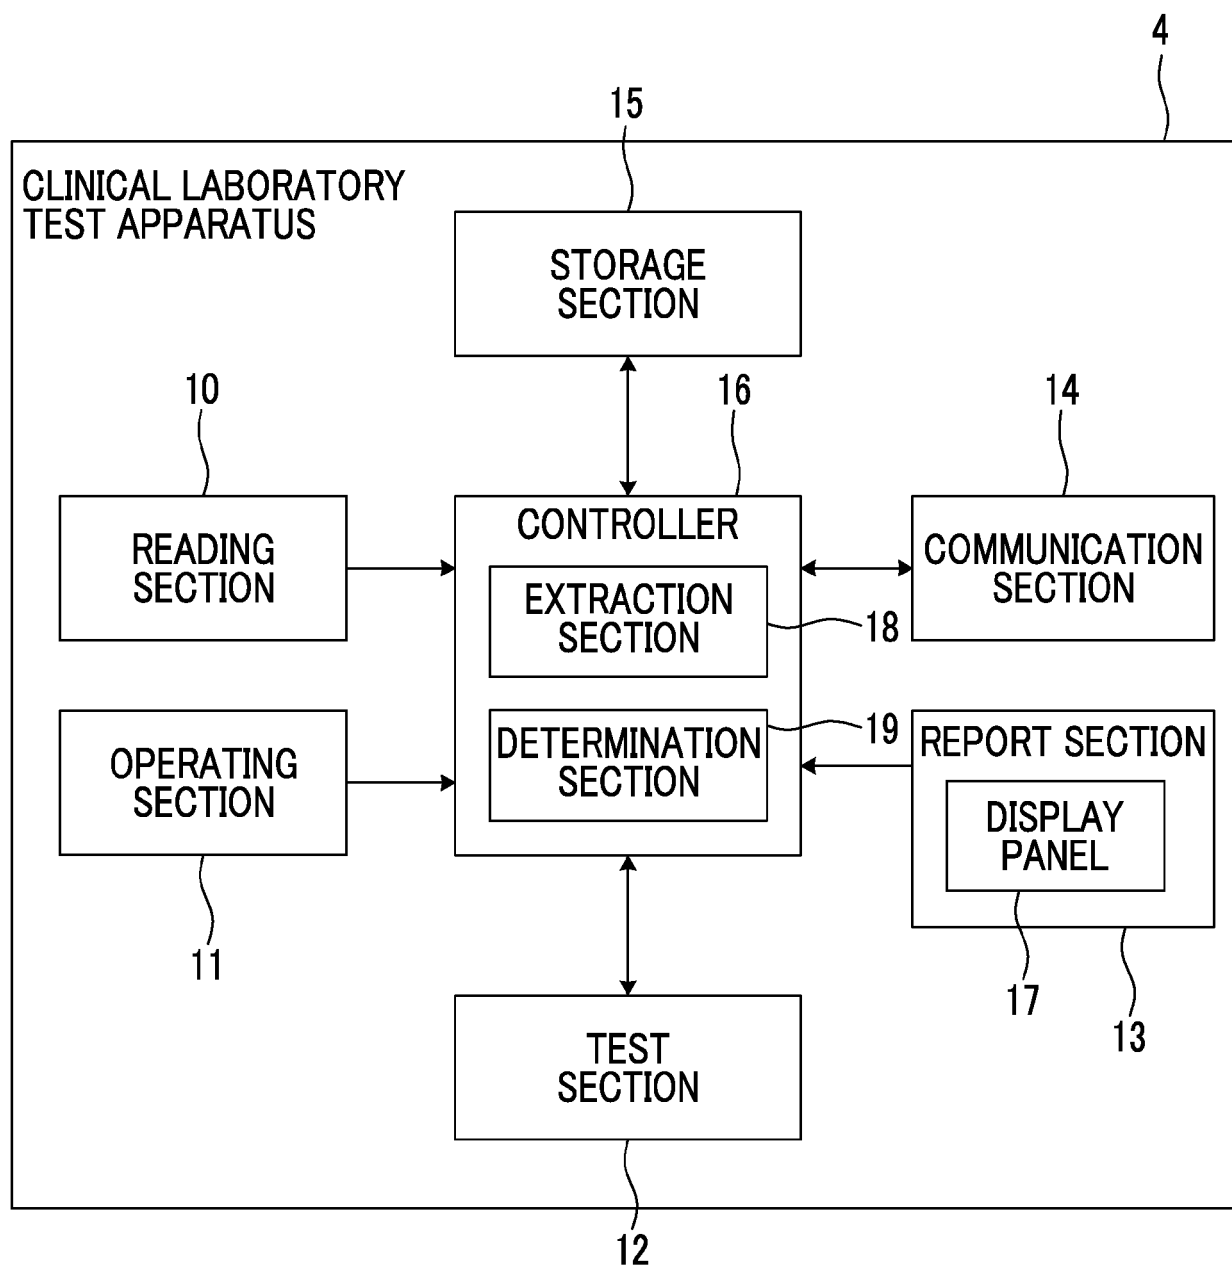 4
15
CLINICAL LABORATORY
TEST APPARATUS
STORAGE
SECTION
10
16
14
READING
SECTION
CONTROLLER
COMMUNICATION
SECTION
EXTRACTION
SECTION
18
OPERATING
SECTION
DETERMINATION
SECTION
19
REPORT SECTION
DISPLAY
PANEL
11
17
13
TEST
SECTION
12